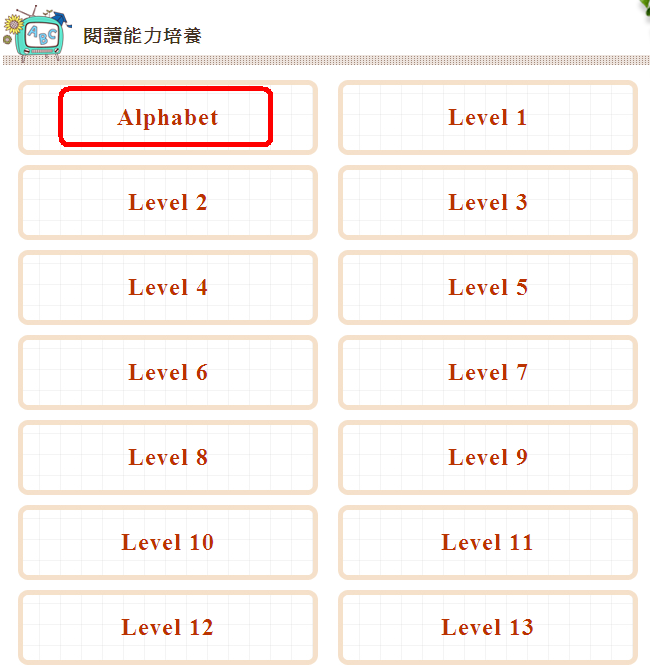 ABC
閱讀能力培養
Alphabet
Level 1
Level 2
Level 3
Level 4
Level 5
Level 6
Level 7
Level 8
Level 9
Level 10
Level 11
Level 12
Level 13